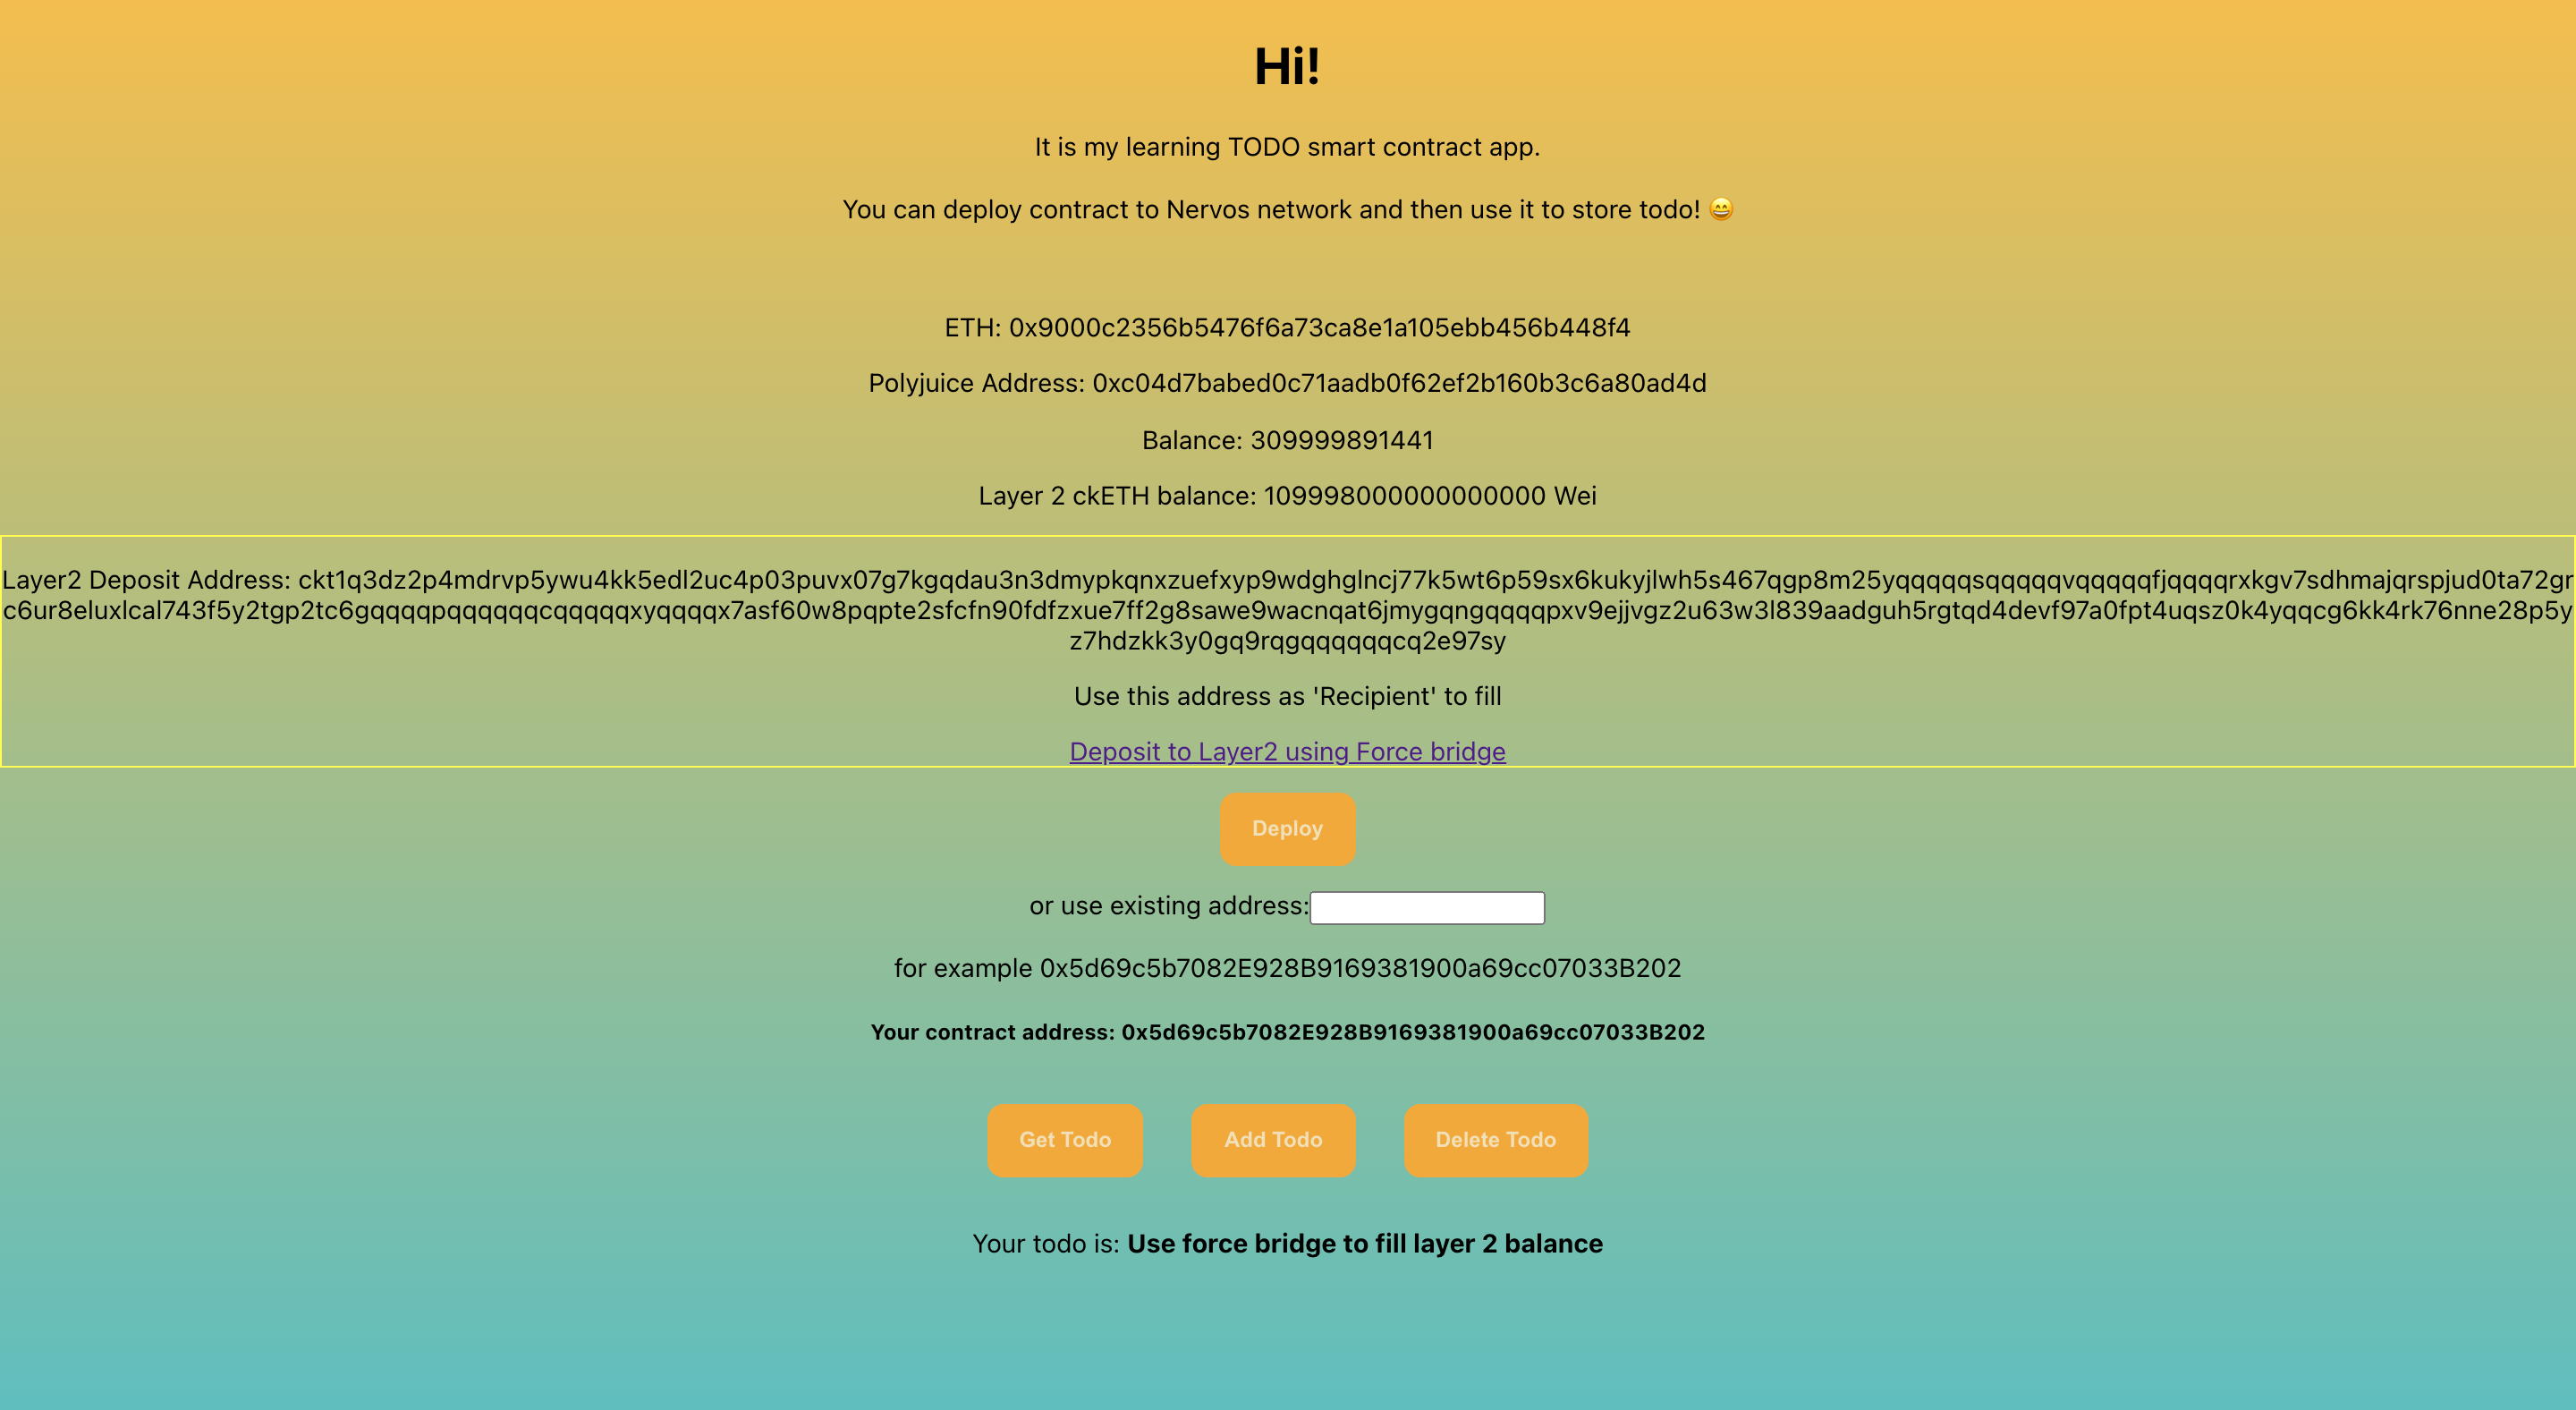 Hi!
It is my learning TODO smart contract app.
You can deploy contract to Nervos network and then use it to store todo! 😄
ETH: 0x9000c2356b5476f6a73ca8e1a105ebb456b448f4
Polyjuice Address: 0xc04d7babed0c71aadb0f62ef2b160b3c6a80ad4d
Balance: 309999891441
Layer 2 ckETH balance: 109998000000000000 Wei
Layer2 Deposit Address: ckt1q3dz2p4mdrvp5ywu4kk5edl2uc4p03puvx07g7kgqdau3n3dmypkqnxzuefxyp9wdghglncj77k5wt6p59sx6kukyjlwh5s467qgp8m25yqqqqqsqqqqqvqqqqqfjqqqqrxkgv7sdhmajqrspjud0ta72gr
c6ur8eluxlcal743f5y2tgp2tc6gqqqqpqqqqqqcqqqqqxyqqqqx7asf60w8pqpte2sfcfn90fdfzxue7ff2g8sawe9wacnqat6jmygqngqqqqpxv9ejjvgz2u63w3l839aadguh5rgtqd4devf97a0fpt4uqsz0k4yqqcg6kk4rk76nne28p5y
z7hdzkk3y0gq9rqgqqqqqqcq2e97sy
Use this address as 'Recipient' to fill
Deposit to Layer2 using Force bridge
Deploy
or use existing address:
for example 0x5d69c5b7082E928B9169381900a69cc07033B202
Your contract address: 0x5d69c5b7082E928B9169381900a69cc07033B202
Get Todo Add Todo Delete Todo
Your todo is: Use force bridge to fill layer 2 balance